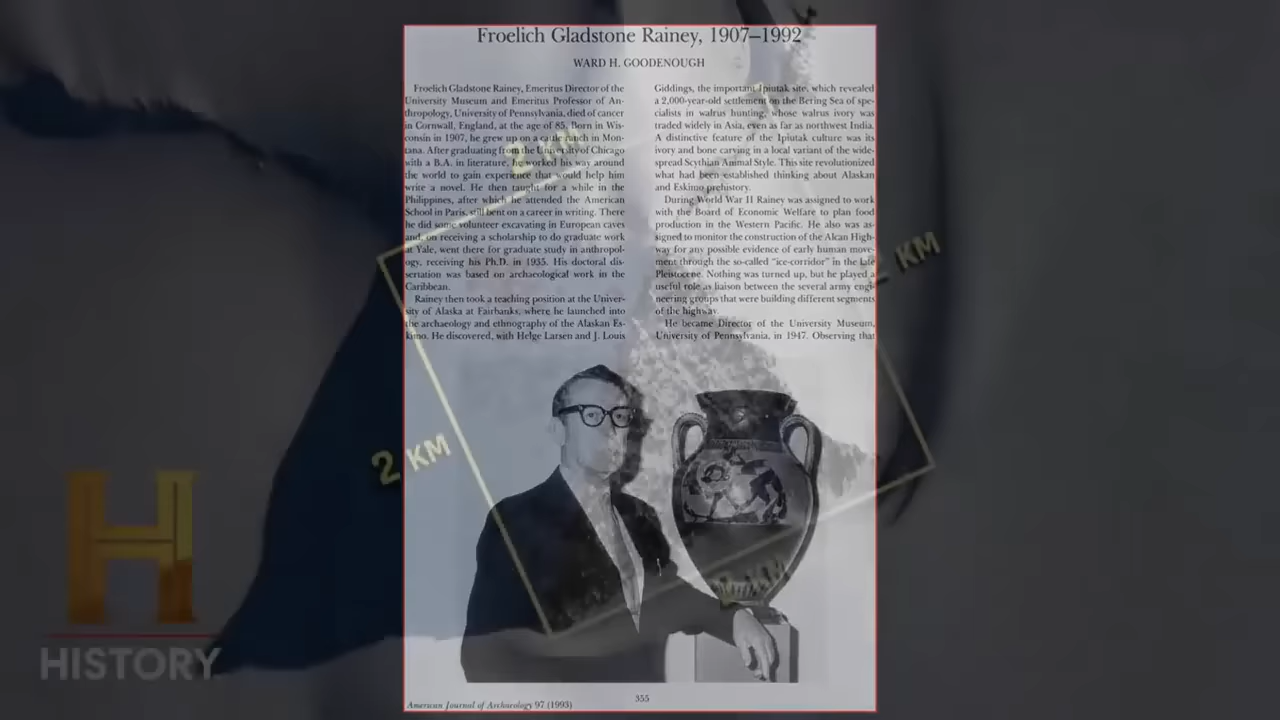 Froelich Gladstone Rainey, 1907–1992
WARD H. GOODENOUGH
Froelich Gladstone Rainey, Emeritus Director of the
University Museum and Emeritus Professor of An-
thropology, University of Pennsylvania, died of cancer
in Cornwall, England, at the age of 85. Born in Wis-
consin in 1907, he grew up on a cattle ranch in Mon-
tana. After graduating from the University of Chicago
with a B.A. in literature, he worked his way around
the world to gain experience that would help him
write a novel. He then taught for a while in the
Philippines, after which he attended the American
School in Paris, still bent on a career in writing. There
he did some volunteer excavating in European caves
and, on receiving a scholarship to do graduate work
at Yale, went there for graduate study in anthropol-
ogy, receiving his Ph.D. in 1935. His doctoral dis-
sertation was based on archaeological work in the
Caribbean.
Rainey then took a teaching position at the Univer-
sity of Alaska at Fairbanks, where he launched into
the archaeology and ethnography of the Alaskan Es-
kimo. He discovered, with Helge Larsen and J. Louis
Giddings, the important Ipiutak site, which revealed
a 2,000-year-old settlement on the Bering Sea of spe-
cialists in walrus hunting, whose walrus ivory was
traded widely in Asia, even as far as northwest India.
A distinctive feature of the Ipiutak culture was its
ivory and bone carving in a local variant of the wide-
spread Scythian Animal Style. This site revolutionized
what had been established thinking about Alaskan
and Eskimo prehistory.
During World War II Rainey was assigned to work
with the Board of Economic Welfare to plan food
production in the Western Pacific. He also was as-
signed to monitor the construction of the Alcan High-
way for any possible evidence of early human move-
ment through the so-called "ice-corridor" in the late
Pleistocene. Nothing was turned up, but he played a
useful role as liaison between the several army engi-
neering groups that were building different segments
of the highway.
He became Director of the University Museum,
University of Pennsylvania, in 1947. Observing that
2 KM
2 KM
2 KM
2 KM
355
American Journal of Archaeology 97 (1993)
H
HISTORY